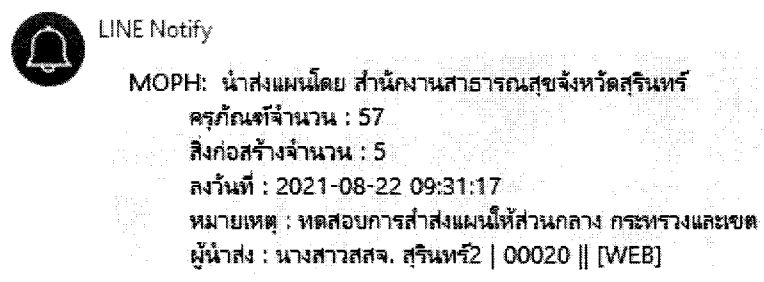 LINE Notify
MOPH: นำส่งแผนโดย สำนักงานสาธารณสุขจังหวัดสุรินทร์
ครุภัณฑ์จำนวน : 57
สิ่งก่อสร้างจำนวน : 5
ลงวันที่ : 2021-08-22 09:31:17
หมายเหตุ : ทดสอบการสำส่งแผนให้ส่วนกลาง กระทรวงและเขต
ผู้นำส่ง : นางสาวสสจ. สุรินทร์2 | 00020 || [WEB]